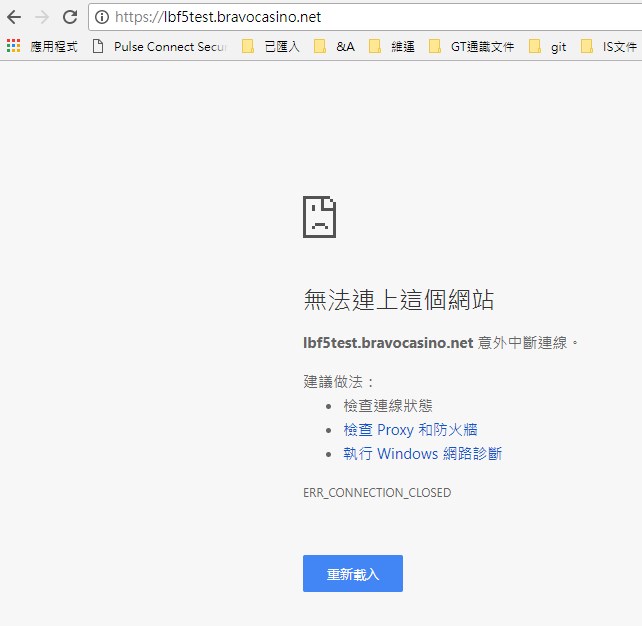 https://lbf5test.bravocasino.net
應用程式 Pulse Connect Secu 已匯入 &A 維運 GT通識文件 git IS文件
無法連上這個網站
lbf5test.bravocasino.net 意外中斷連線。
建議做法：
• 檢查連線狀態
• 檢查 Proxy 和防火牆
• 執行 Windows 網路診斷
ERR_CONNECTION_CLOSED
重新載入